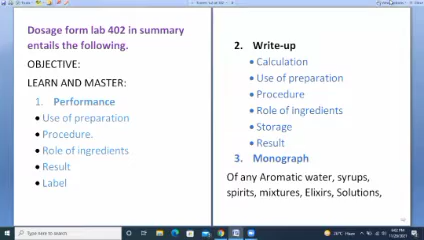 Dosage form lab 402 in summary
entails the following.
OBJECTIVE:
LEARN AND MASTER:
1. Performance
• Use of preparation
• Procedure.
• Role of ingredients
• Result
• Label
2. Write-up
• Calculation
• Use of preparation
• Procedure
• Role of ingredients
• Storage
• Result
3. Monograph
Of any Aromatic water, syrups,
spirits, mixtures, Elixirs, Solutions,
Type here to search